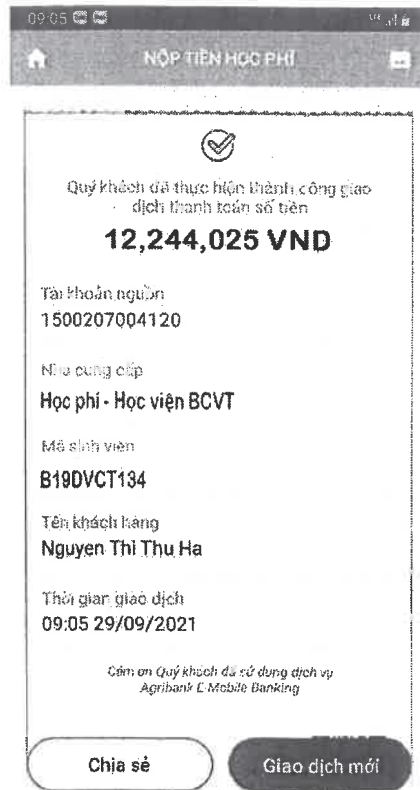 09:05
NỘP TIỀN HỌC PHÍ
Quý khách đã thực hiện thành công giao
dịch thanh toán số tiền
12,244,025 VND
Tài khoản nguồn
1500207004120
Nhà cung cấp
Học phí - Học viện BCVT
Mã sinh viên
B19DVCT134
Tên khách hàng
Nguyen Thi Thu Ha
Thời gian giao dịch
09:05 29/09/2021
Cảm ơn Quý khách đã sử dụng dịch vụ
Agribank E-Mobile Banking
Chia sẻ
Giao dịch mới